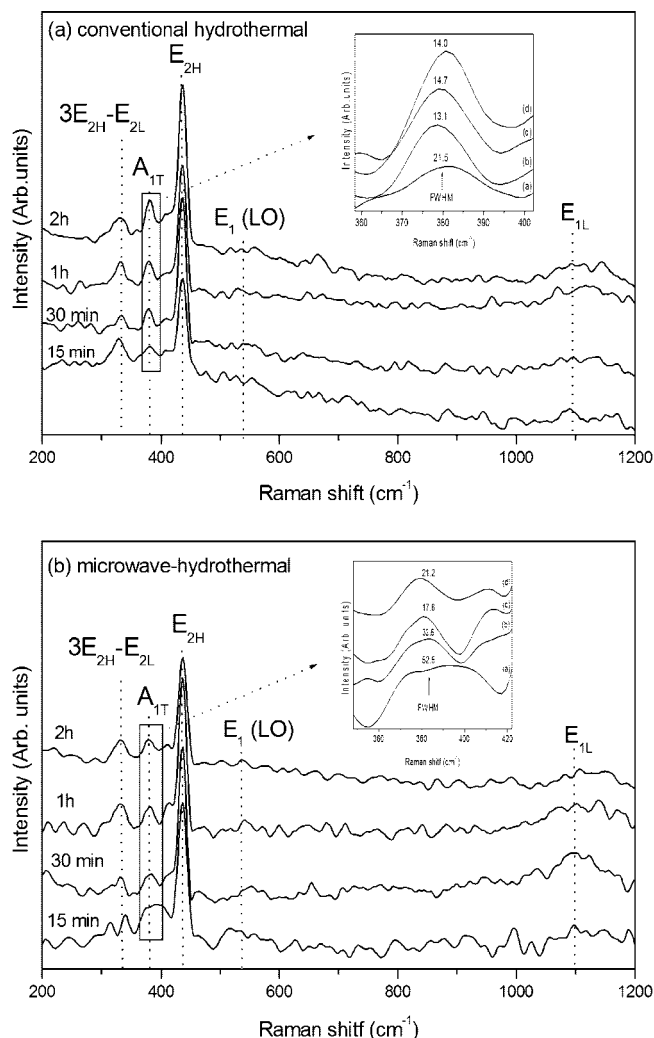 (a) conventional hydrothermal
E2H
3E2H-E2L
A1T
E1 (LO)
E1L
2h
1h
30 min
15 min
Intensity (Arb.units)
200 400 600 800 1000 1200
Raman shift (cm-1)
14.0
14.7
13.1
21.5
(d)
(c)
(b)
(a)
FWHM
Intensity (Arb. units)
360 370 380 390 400
Raman shift (cm-1)
(b) microwave-hydrothermal
E2H
3E2H-E2L
A1T
E1 (LO)
E1L
2h
1h
30 min
15 min
Intensity (Arb. units)
200 400 600 800 1000 1200
Raman shitf (cm-1)
21.2
17.6
33.6
52.5
(d)
(c)
(b)
(a)
FWHM
Intensity (Arb. units)
360 380 400 420
Raman shitf (cm-1)